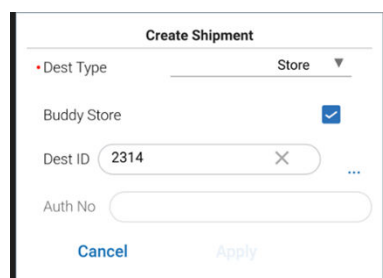 Create Shipment
• Dest Type Store ▼
Buddy Store
Dest ID 2314 ✕ ...
Auth No
Cancel Apply